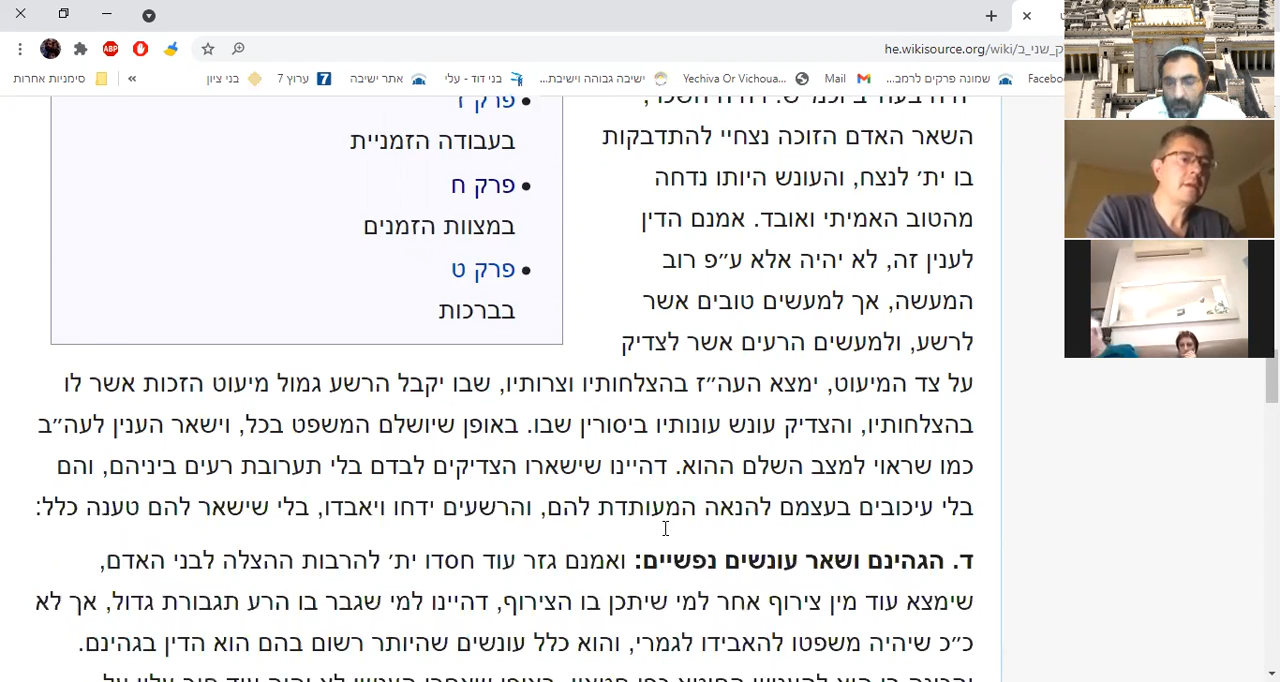 he.wikisource.org/wiki/
סימניות אחרות
בני ציון
ערוץ 7
אתר ישיבה
בני דוד - עלי
ישיבה גבוהה וישיבת...
Yechiva Or Vichoua...
Mail
שמונה פרקים לרמב...
Facebo
פרק ז
בעבודה הזמניית
פרק ח
במצוות הזמנים
פרק ט
בברכות
השאר האדם הזוכה נצחיי להתדבקות
בו ית׳ לנצח, והעונש היותו נדחה
מהטוב האמיתי ואובד. אמנם הדין
לענין זה, לא יהיה אלא ע״פ רוב
המעשה, אך למעשים טובים אשר
לרשע, ולמעשים הרעים אשר לצדיק
על צד המיעוט, ימצא העה״ז בהצלחותיו וצרותיו, שבו יקבל הרשע גמול מיעוט הזכות אשר לו
בהצלחותיו, והצדיק עונש עונותיו ביסורין שבו. באופן שיושלם המשפט בכל, וישאר הענין לעה״ב
כמו שראוי למצב השלם ההוא. דהיינו שישארו הצדיקים לבדם בלי תערובת רעים ביניהם, והם
בלי עיכובים בעצמם להנאה המעותדת להם, והרשעים ידחו ויאבדו, בלי שישאר להם טענה כלל:
ד. הגהינם ושאר עונשים נפשיים: ואמנם גזר עוד חסדו ית׳ להרבות ההצלה לבני האדם,
שימצא עוד מין צירוף אחר למי שיתכן בו הצירוף, דהיינו למי שגבר בו הרע תגבורת גדול, אך לא
כ״כ שיהיה משפטו להאבידו לגמרי, והוא כלל עונשים שהיותר רשום בהם הוא הדין בגהינם.